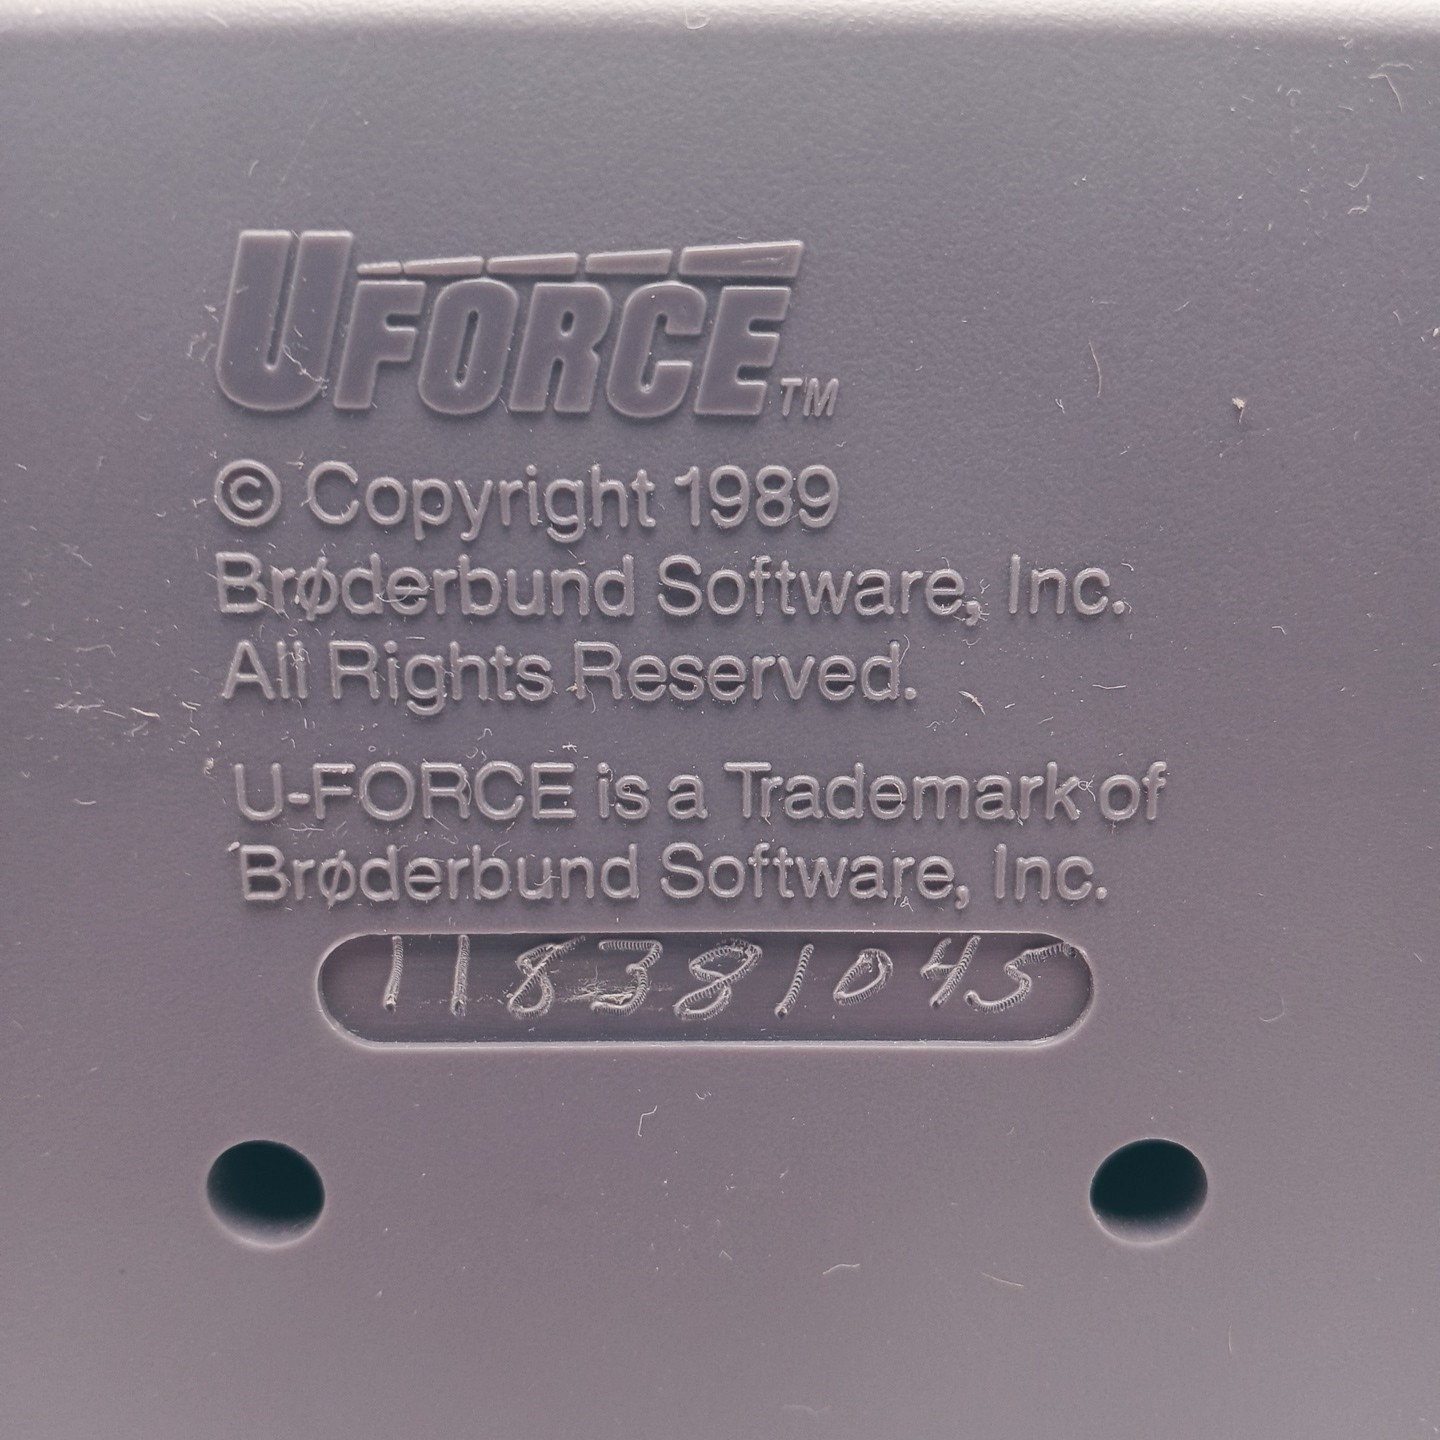 UFORCE™
© Copyright 1989
Brøderbund Software, Inc.
All Rights Reserved.
U-FORCE is a Trademark of
Brøderbund Software, Inc.
118381045